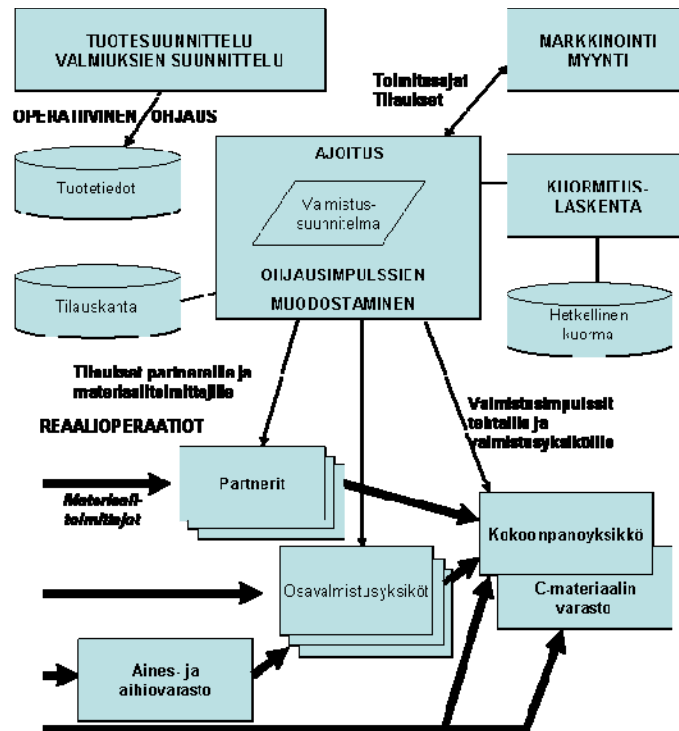 TUOTESUUNNITTELU
VALMIUKSIEN SUUNNITTELU
MARKKINOINTI
MYYNTI
Toimitusajat
Tilaukset
OPERATIIVINEN OHJAUS
Tuotetiedot
AJOITUS
Valmistus-
suunnitelma
KUORMITUS-
LASKENTA
Tilauskanta
OHJAUSIMPULSSIEN
MUODOSTAMINEN
Hetkellinen
kuorma
Tilaukset partnereille ja
materiaalitoimittajille
Valmistusimpulssit
tehtaille ja
valmistusyksiköille
REAALIOPERAATIOT
Partnerit
Materiaali-
toimittajat
Kokoonpanoyksikkö
Osavalmistusyksiköt
C-materiaalin
varasto
Aines- ja
aihiovarasto